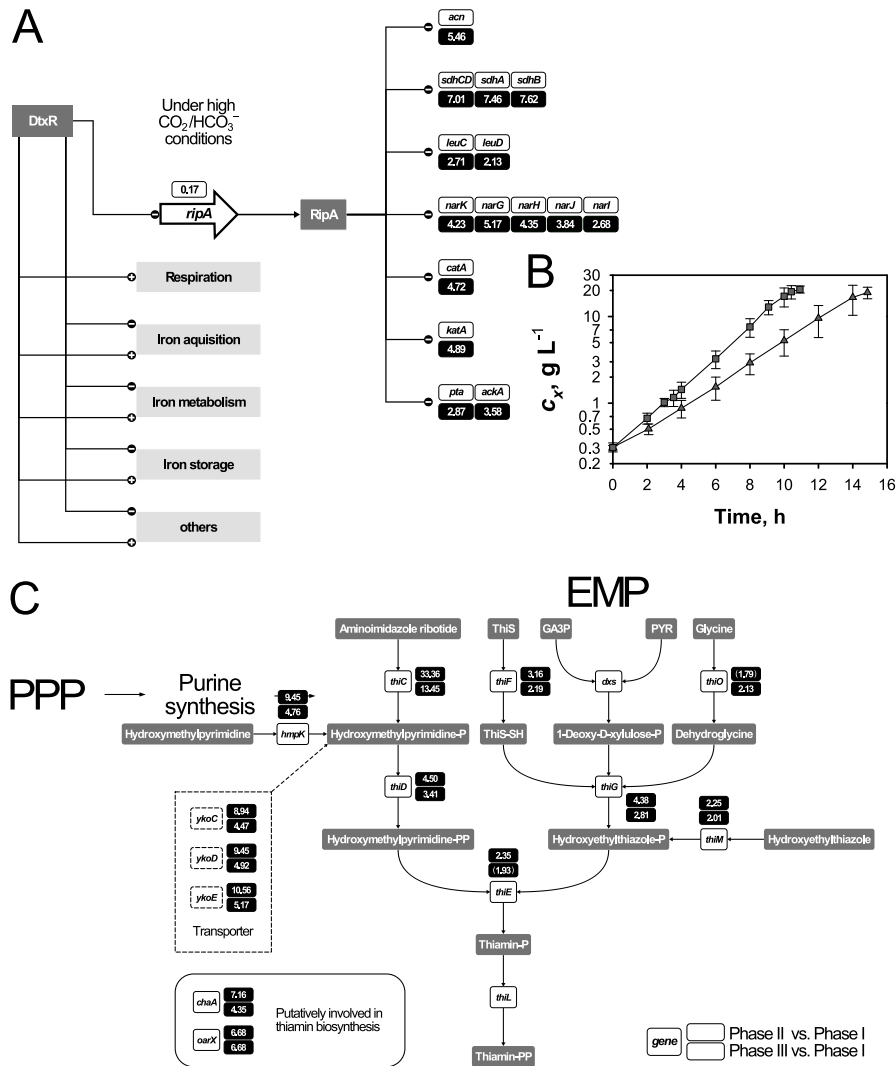 A
DtxR
Under high
CO2/HCO3−
conditions
0.17
ripA
RipA
acn
5.46
sdhCD sdhA sdhB
7.01 7.46 7.62
leuC leuD
2.71 2.13
narK narG narH narJ narI
4.23 5.17 4.35 3.84 2.68
catA
4.72
katA
4.89
pta ackA
2.87 3.58
Respiration
Iron aquisition
Iron metabolism
Iron storage
others
B
cx, g L−1
30
20
10
7
5
3
2
1
0.7
0.5
0.3
0.2
0 2 4 6 8 10 12 14 16
Time, h
C
EMP
Aminoimidazole ribotide ThiS GA3P PYR Glycine
thiC 33.36
13.45
thiF 3.16
2.19
dxs
thiO (1.79)
2.13
PPP
Purine
synthesis
9.45
4.76
Hydroxymethylpyrimidine hmpK Hydroxymethylpyrimidine-P ThiS-SH 1-Deoxy-D-xylulose-P Dehydroglycine
thiD 4.50
3.41
thiG
4.38
2.81
2.25
2.01
Hydroxymethylpyrimidine-PP Hydroxyethylthiazole-P thiM Hydroxyethylthiazole
ykoC 8.94
4.47
ykoD 9.45
4.92
ykoE 10.56
5.17
Transporter
2.35
(1.93)
thiE
Thiamin-P
thiL
Thiamin-PP
chaA 7.16
4.35
oarX 6.68
6.68
Putatively involved in
thiamin biosynthesis
gene
Phase II vs. Phase I
Phase III vs. Phase I